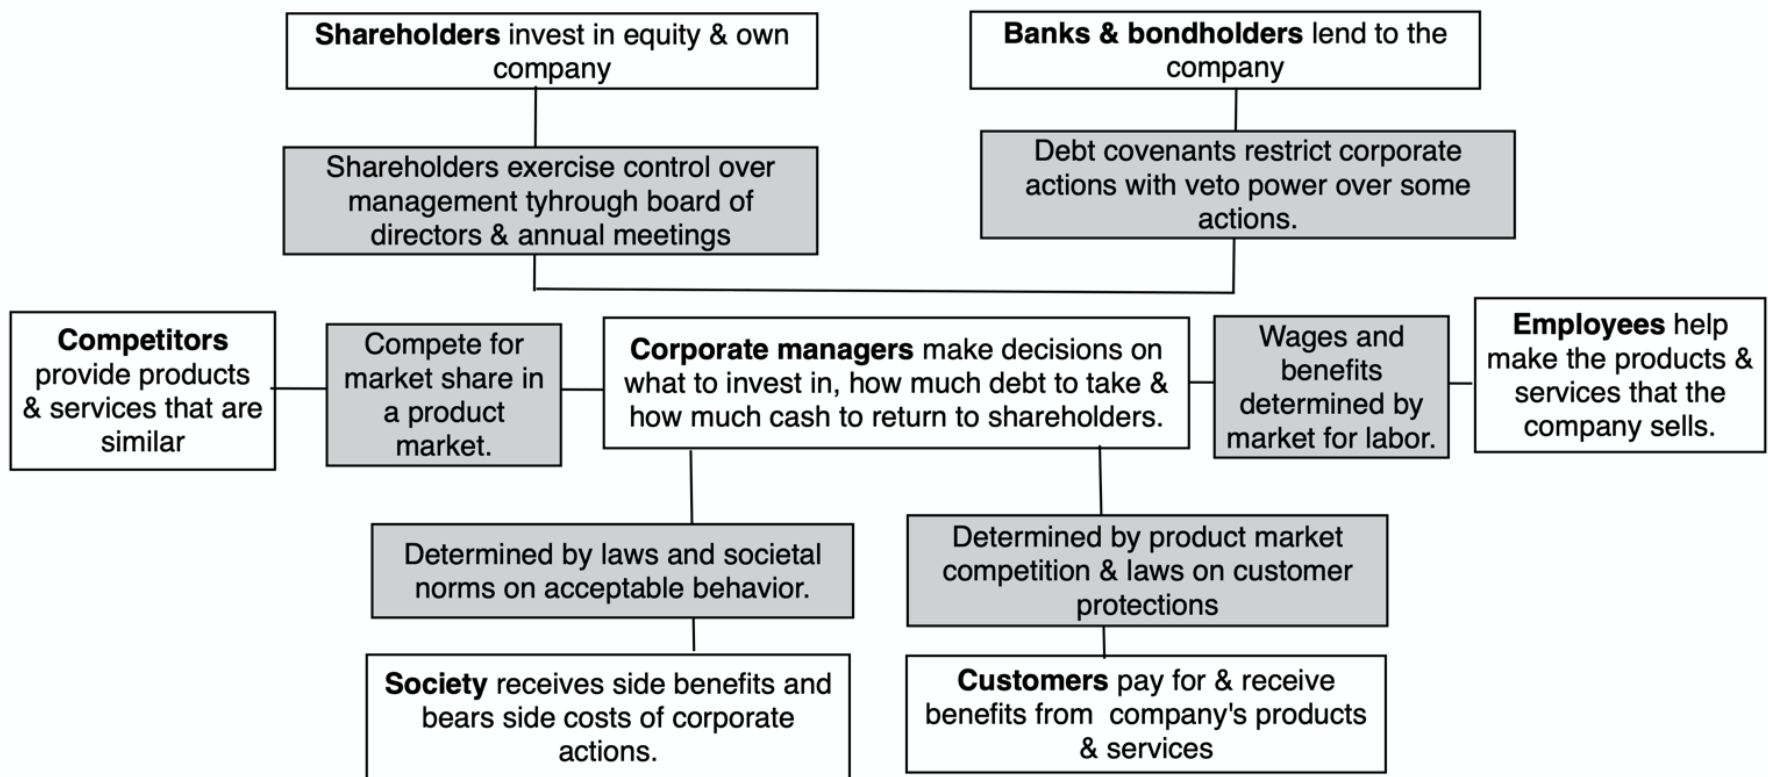 Shareholders invest in equity & own
company
Banks & bondholders lend to the
company
Shareholders exercise control over
management tyhrough board of
directors & annual meetings
Debt covenants restrict corporate
actions with veto power over some
actions.
Competitors
provide products
& services that are
similar
Compete for
market share in
a product
market.
Corporate managers make decisions on
what to invest in, how much debt to take &
how much cash to return to shareholders.
Wages and
benefits
determined by
market for labor.
Employees help
make the products &
services that the
company sells.
Determined by laws and societal
norms on acceptable behavior.
Determined by product market
competition & laws on customer
protections
Society receives side benefits and
bears side costs of corporate
actions.
Customers pay for & receive
benefits from company's products
& services